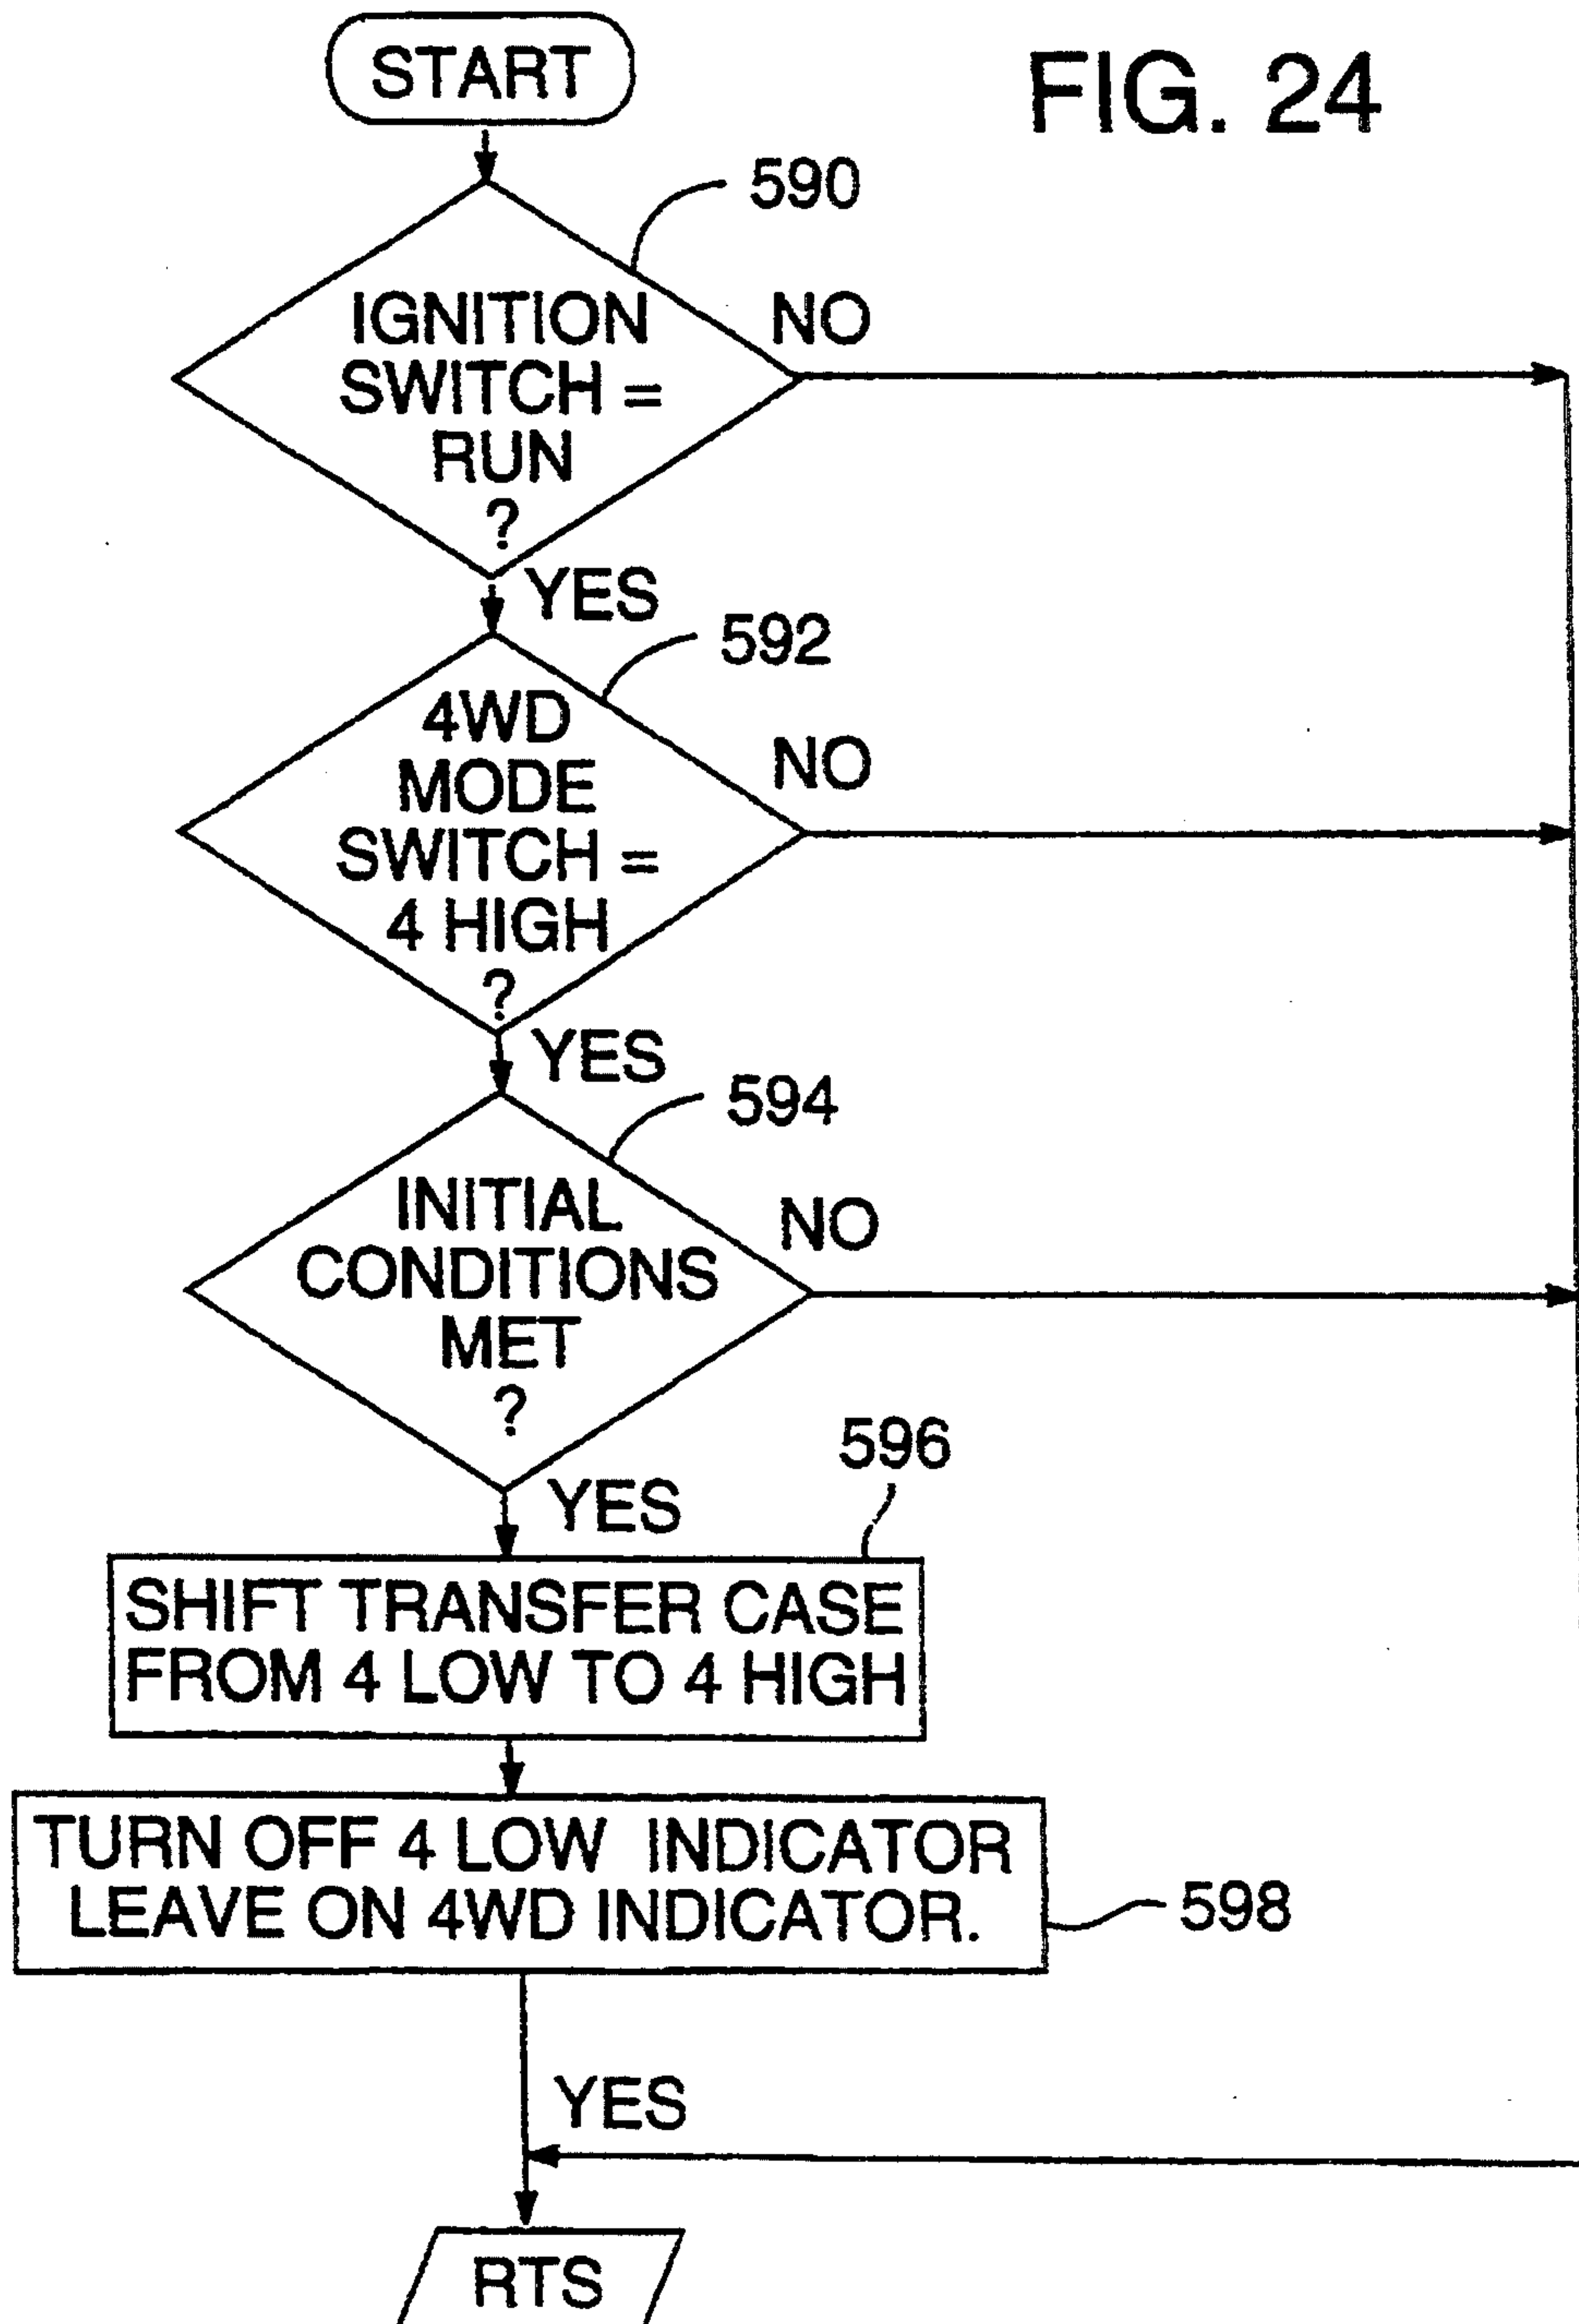 START
FIG. 24
590
IGNITION
SWITCH =
RUN
?
NO
YES
592
4WD
MODE
SWITCH =
4 HIGH
?
NO
YES
594
INITIAL
CONDITIONS
MET
?
NO
YES
596
SHIFT TRANSFER CASE
FROM 4 LOW TO 4 HIGH
TURN OFF 4 LOW INDICATOR
LEAVE ON 4WD INDICATOR.
598
YES
RTS